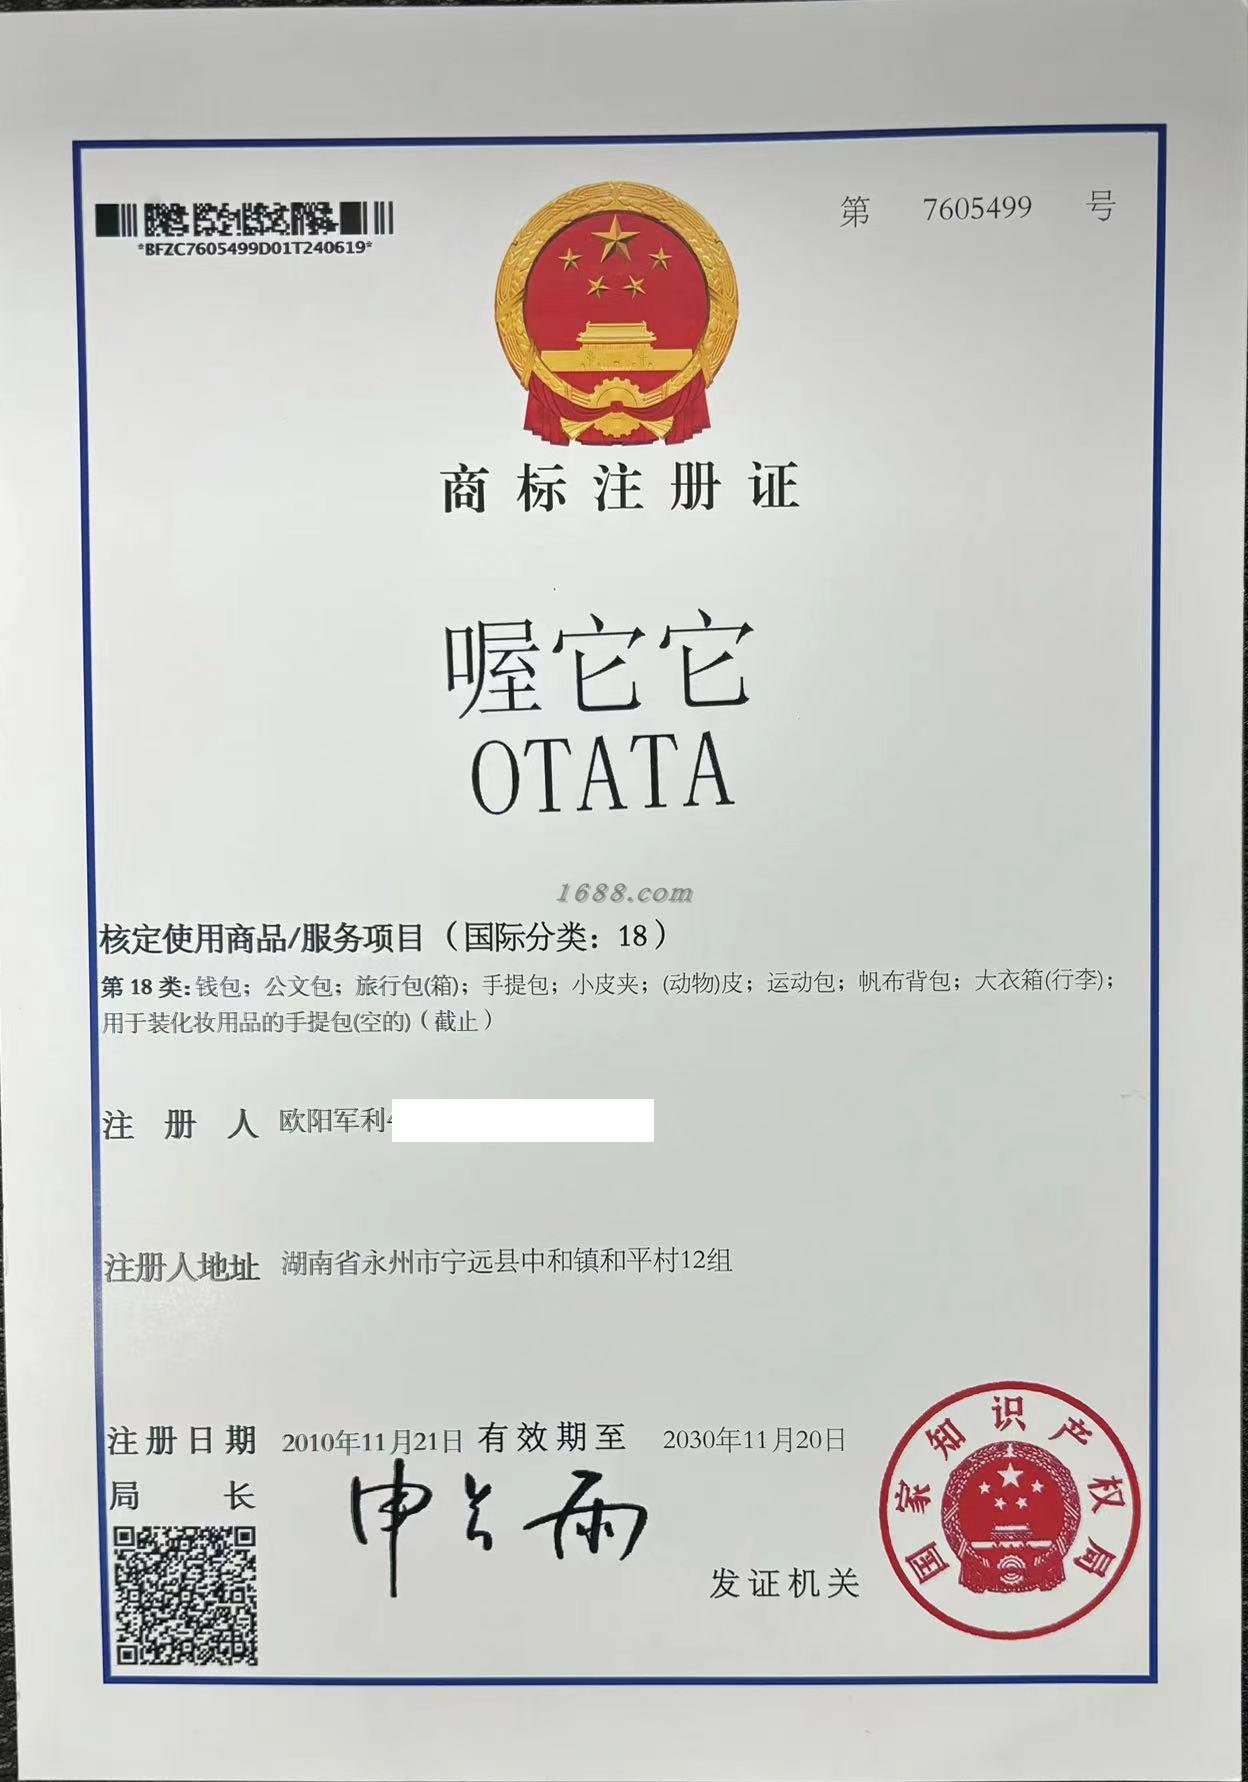 *BFZC7605499D01T240619*
第 7605499 号
商标注册证
喔它它
OTATA
1688.com
核定使用商品/服务项目（国际分类：18）
第 18 类：钱包；公文包；旅行包(箱)；手提包；小皮夹；(动物)皮；运动包；帆布背包；大衣箱(行李)；
用于装化妆用品的手提包(空的)（截止）
注册人 欧阳军利
注册人地址 湖南省永州市宁远县中和镇和平村12组
注册日期 2010年11月21日 有效期至 2030年11月20日
局长 申长雨
发证机关
国家知识产权局